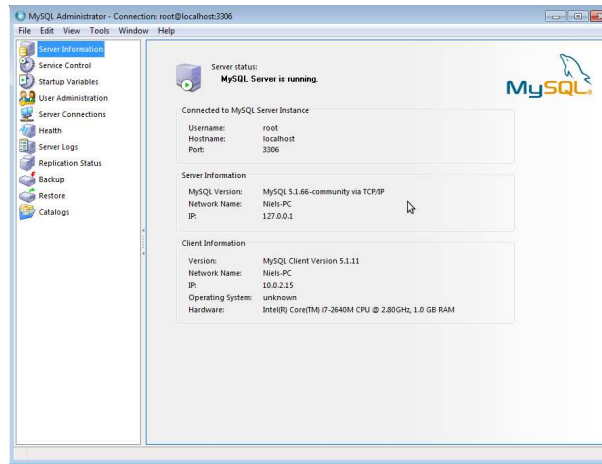 MySQL Administrator - Connection: root@localhost:3306
File Edit View Tools Window Help
Server Information
Service Control
Startup Variables
User Administration
Server Connections
Health
Server Logs
Replication Status
Backup
Restore
Catalogs
Server status:
MySQL Server is running.
MySQL
Connected to MySQL Server Instance
Username: root
Hostname: localhost
Port: 3306
Server Information
MySQL Version: MySQL 5.1.66-community via TCP/IP
Network Name: Niels-PC
IP: 127.0.0.1
Client Information
Version: MySQL Client Version 5.1.11
Network Name: Niels-PC
IP: 10.0.2.15
Operating System: unknown
Hardware: Intel(R) Core(TM) i7-2640M CPU @ 2.80GHz, 1.0 GB RAM